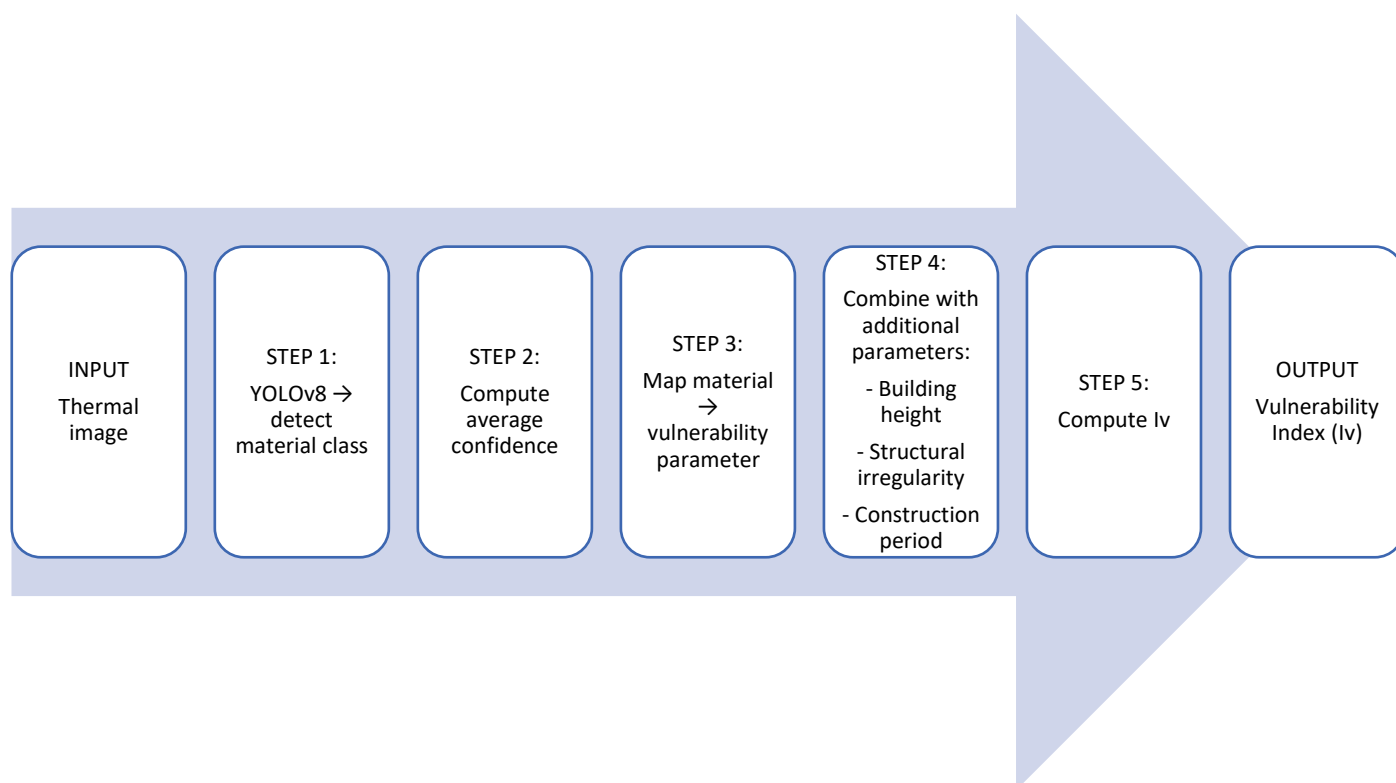 INPUT
Thermal
image
STEP 1:
YOLOv8 →
detect
material class
STEP 2:
Compute
average
confidence
STEP 3:
Map material
→
vulnerability
parameter
STEP 4:
Combine with
additional
parameters:
- Building
height
- Structural
irregularity
- Construction
period
STEP 5:
Compute Iv
OUTPUT
Vulnerability
Index (Iv)